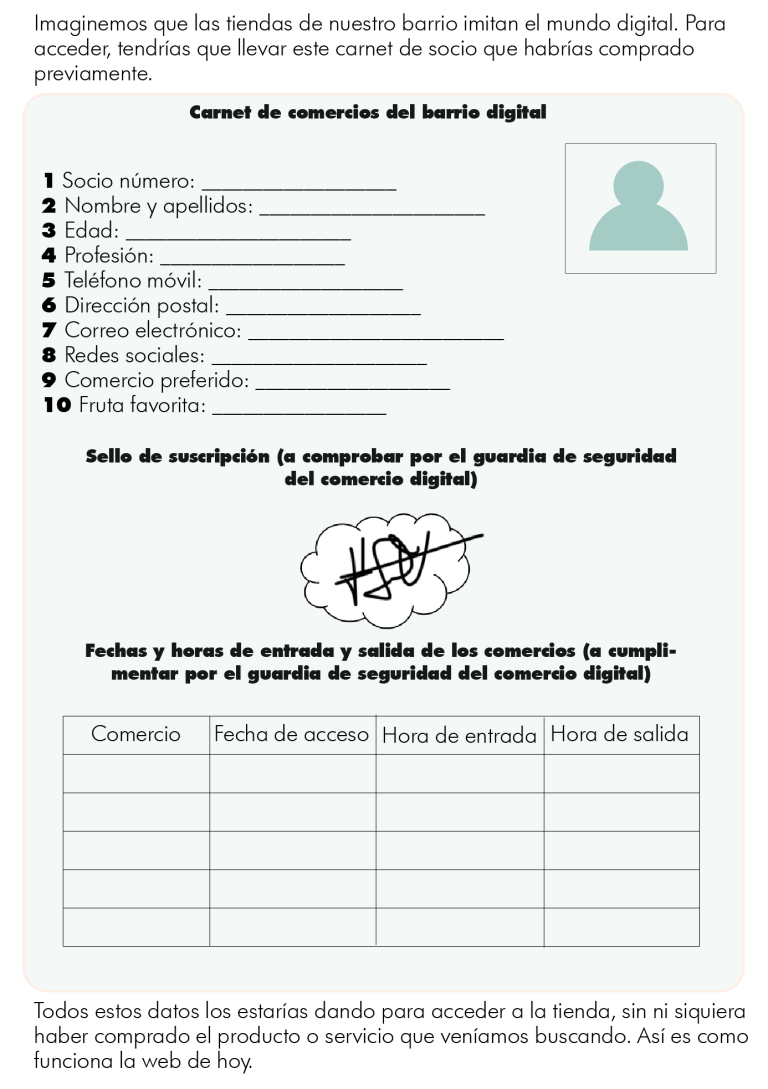 Imaginemos que las tiendas de nuestro barrio imitan el mundo digital. Para
acceder, tendrías que llevar este carnet de socio que habrías comprado
previamente.
Carnet de comercios del barrio digital
1 Socio número: ___________________
2 Nombre y apellidos: ______________________
3 Edad: ______________________
4 Profesión: __________________
5 Teléfono móvil: ___________________
6 Dirección postal: ___________________
7 Correo electrónico: _________________________
8 Redes sociales: _____________________
9 Comercio preferido: ___________________
10 Fruta favorita: _________________
Sello de suscripción (a comprobar por el guardia de seguridad
del comercio digital)
Fechas y horas de entrada y salida de los comercios (a cumpli-
mentar por el guardia de seguridad del comercio digital)
Comercio Fecha de acceso Hora de entrada Hora de salida
Todos estos datos los estarías dando para acceder a la tienda, sin ni siquiera
haber comprado el producto o servicio que veníamos buscando. Así es como
funciona la web de hoy.